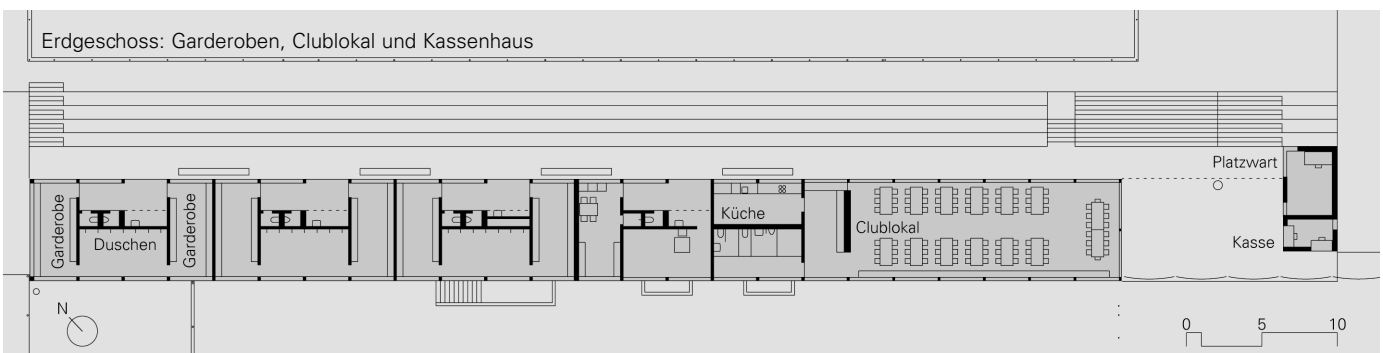 Erdgeschoss: Garderoben, Clublokal und Kassenhaus
Platzwart
Garderobe
Duschen
Garderobe
Küche
Clublokal
Kasse
N
0 5 10